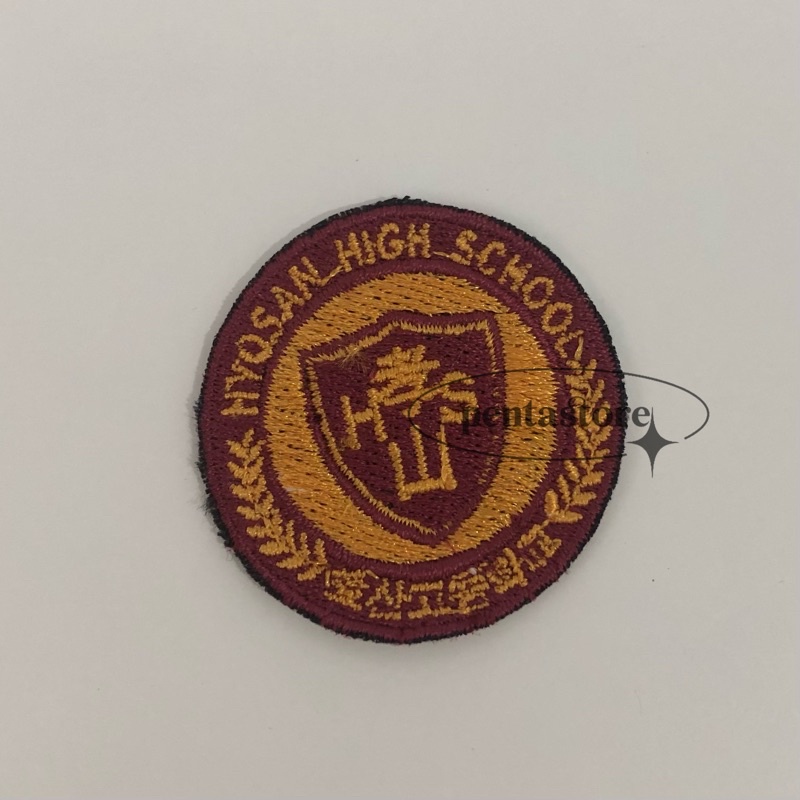 HYOSAN HIGH SCHOOL
H S
효산고등학교
pentastore